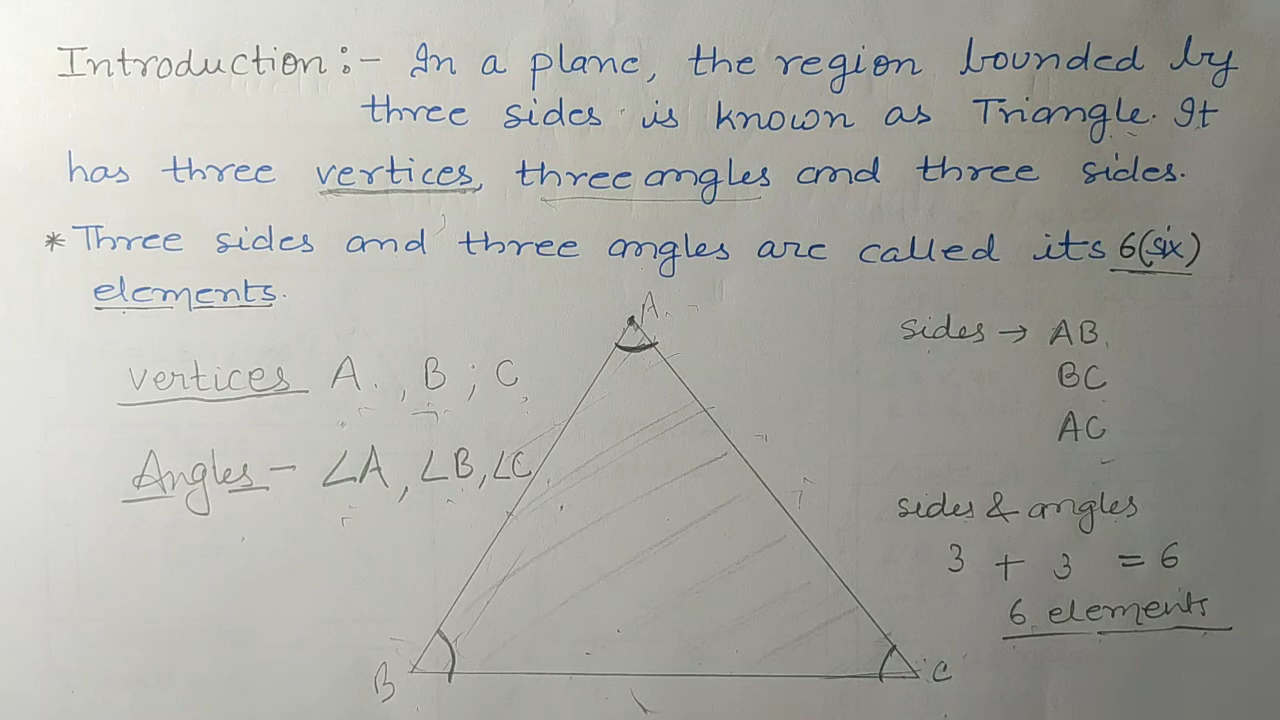 Introduction:- In a plane, the region bounded by
three sides is known as Triangle. It
has three vertices, three angles and three sides.
* Three sides and three angles are called its 6(six)
elements.
A
vertices A, B, C
Angles - ∠A, ∠B, ∠C
sides → AB,
BC
AC
sides & angles
3 + 3 = 6
6 elements
B
C